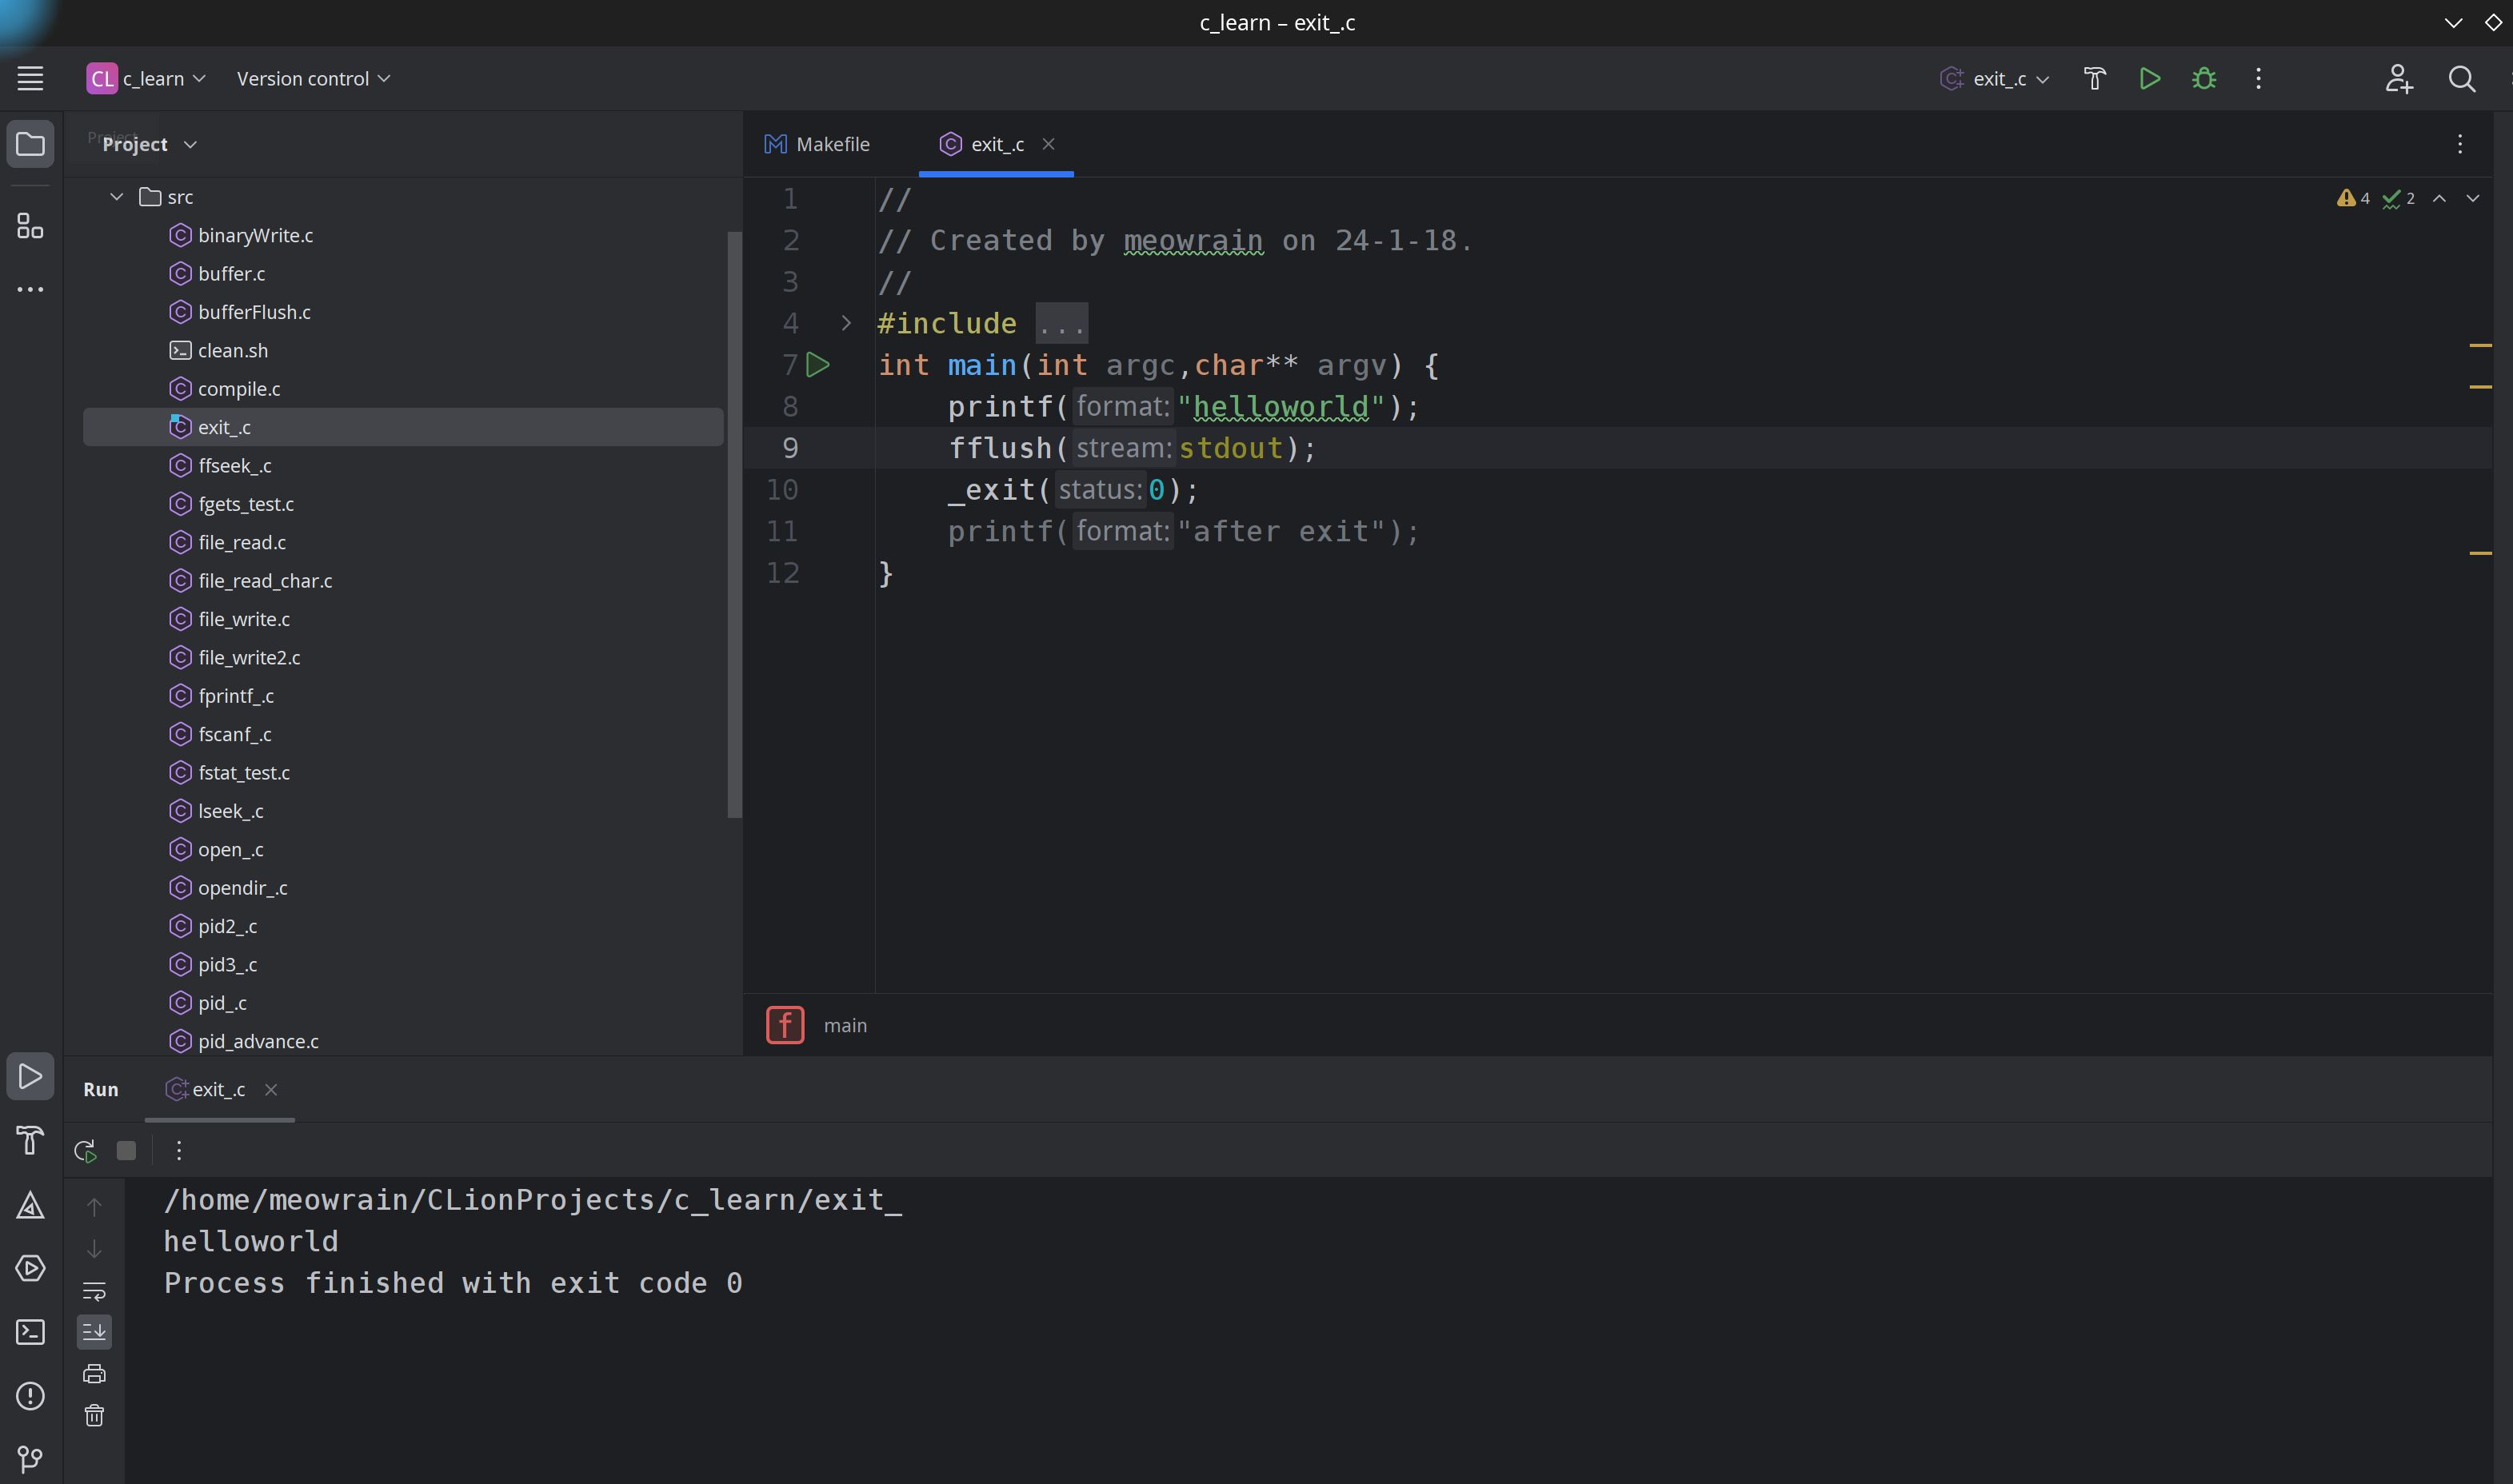 c_learn – exit_.c
CL c_learn Version control exit_.c
Project
Project
src
binaryWrite.c
buffer.c
bufferFlush.c
clean.sh
compile.c
exit_.c
ffseek_.c
fgets_test.c
file_read.c
file_read_char.c
file_write.c
file_write2.c
fprintf_.c
fscanf_.c
fstat_test.c
lseek_.c
open_.c
opendir_.c
pid2_.c
pid3_.c
pid_.c
pid_advance.c
Makefile exit_.c
4 2
1 //
2 // Created by meowrain on 24-1-18.
3 //
4 #include ...
7 int main(int argc,char** argv) {
8 printf( format: "helloworld");
9 fflush( stream: stdout);
10 _exit( status: 0);
11 printf( format: "after exit");
12 }
f main
Run exit_.c
/home/meowrain/CLionProjects/c_learn/exit_
helloworld
Process finished with exit code 0